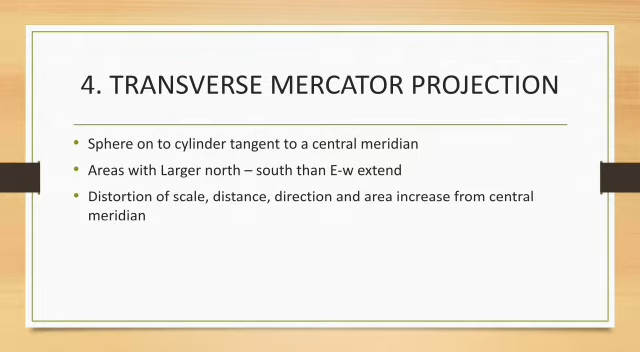 4. TRANSVERSE MERCATOR PROJECTION
• Sphere on to cylinder tangent to a central meridian
• Areas with Larger north – south than E-w extend
• Distortion of scale, distance, direction and area increase from central
meridian